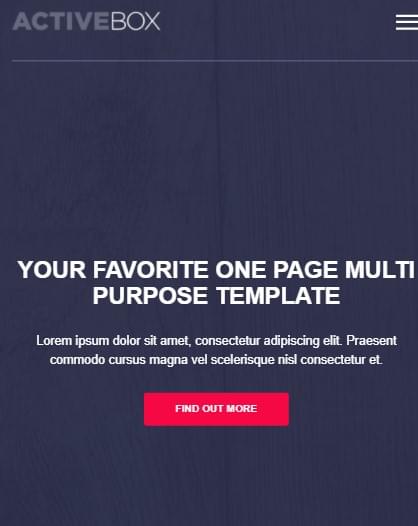 ACTIVEBOX
YOUR FAVORITE ONE PAGE MULTI
PURPOSE TEMPLATE
Lorem ipsum dolor sit amet, consectetur adipiscing elit. Praesent
commodo cursus magna vel scelerisque nisl consectetur et.
FIND OUT MORE